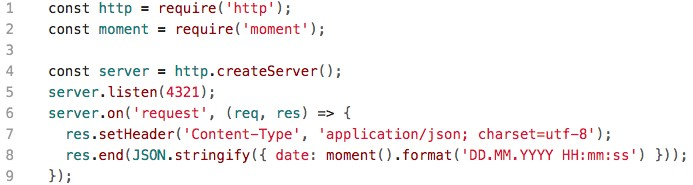 1 const http = require('http');
2 const moment = require('moment');
3
4 const server = http.createServer();
5 server.listen(4321);
6 server.on('request', (req, res) => {
7   res.setHeader('Content-Type', 'application/json; charset=utf-8');
8   res.end(JSON.stringify({ date: moment().format('DD.MM.YYYY HH:mm:ss') }));
9 });